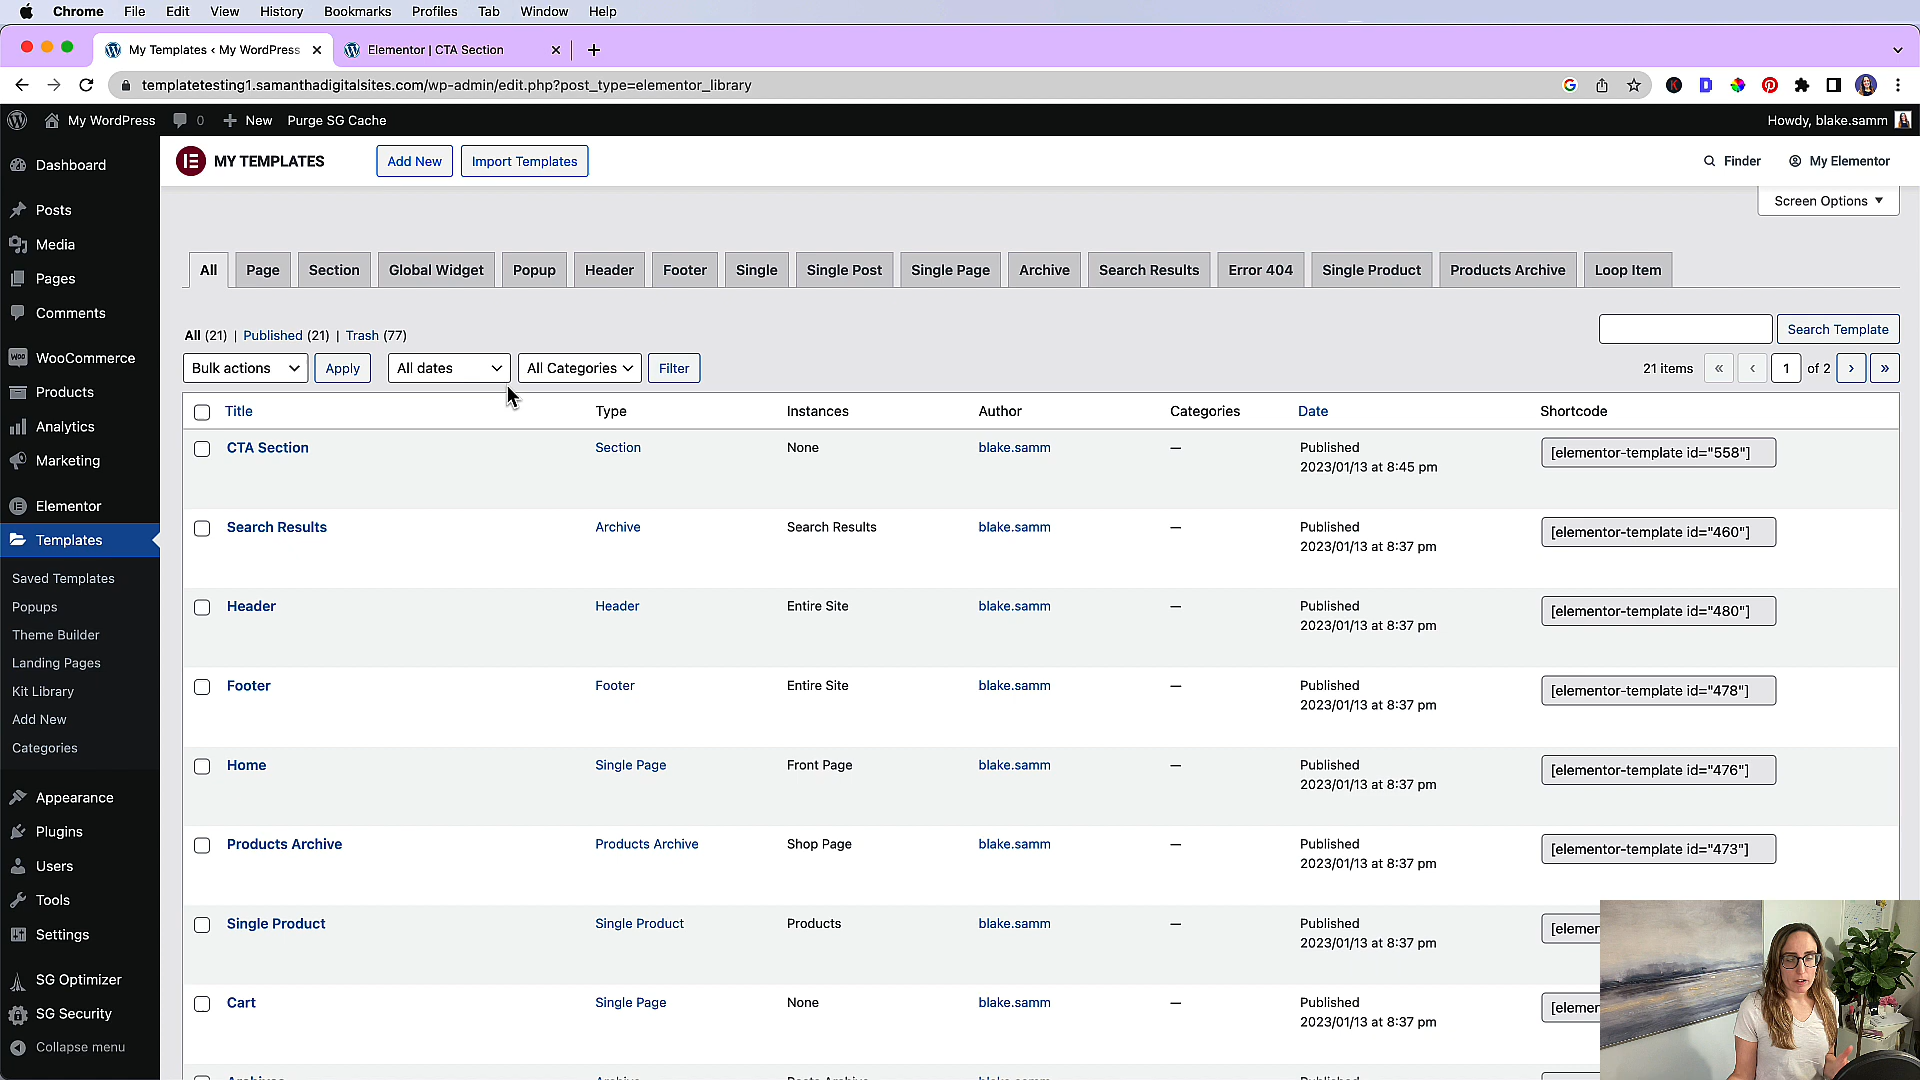 Chrome File Edit View History Bookmarks Profiles Tab Window Help
My Templates ‹ My WordPress
Elementor | CTA Section
templatetesting1.samanthadigitalsites.com/wp-admin/edit.php?post_type=elementor_library
My WordPress 0 New Purge SG Cache Howdy, blake.samm
Dashboard
Posts
Media
Pages
Comments
WooCommerce
Products
Analytics
Marketing
Elementor
Templates
Saved Templates
Popups
Theme Builder
Landing Pages
Kit Library
Add New
Categories
Appearance
Plugins
Users
Tools
Settings
SG Optimizer
SG Security
Collapse menu
MY TEMPLATES Add New Import Templates Finder My Elementor
Screen Options ▼
All Page Section Global Widget Popup Header Footer Single Single Post Single Page Archive Search Results Error 404 Single Product Products Archive Loop Item
All (21) | Published (21) | Trash (77)
Search Template
Bulk actions Apply All dates All Categories Filter 21 items « ‹ 1 of 2 › »
Title Type Instances Author Categories Date Shortcode
CTA Section Section None blake.samm — Published [elementor-template id="558"]
2023/01/13 at 8:45 pm
Search Results Archive Search Results blake.samm — Published [elementor-template id="460"]
2023/01/13 at 8:37 pm
Header Header Entire Site blake.samm — Published [elementor-template id="480"]
2023/01/13 at 8:37 pm
Footer Footer Entire Site blake.samm — Published [elementor-template id="478"]
2023/01/13 at 8:37 pm
Home Single Page Front Page blake.samm — Published [elementor-template id="476"]
2023/01/13 at 8:37 pm
Products Archive Products Archive Shop Page blake.samm — Published [elementor-template id="473"]
2023/01/13 at 8:37 pm
Single Product Single Product Products blake.samm — Published [elemen
2023/01/13 at 8:37 pm
Cart Single Page None blake.samm — Published [elemen
2023/01/13 at 8:37 pm